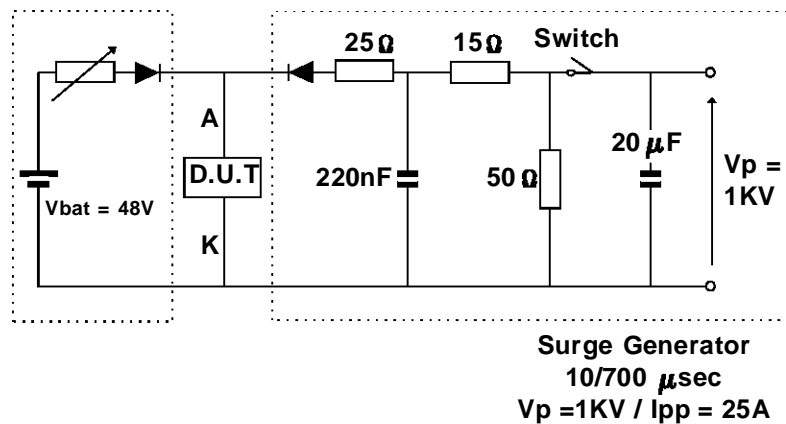 25Ω
15Ω
Switch
A
D.U.T
K
Vbat = 48V
220nF
50Ω
20 μF
Vp =
1KV
Surge Generator
10/700 μsec
Vp =1KV / Ipp = 25A